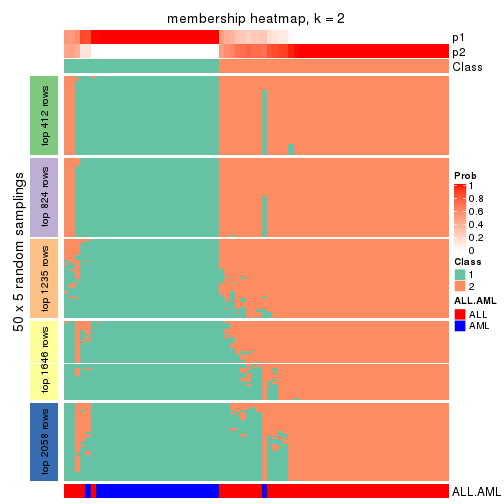 membership heatmap, k = 2
p1
p2
Class
50 x 5 random samplings
top 412 rows
top 824 rows
top 1235 rows
top 1646 rows
top 2058 rows
Prob
1
0.8
0.6
0.4
0.2
0
Class
1
2
ALL.AML
ALL
AML
ALL.AML